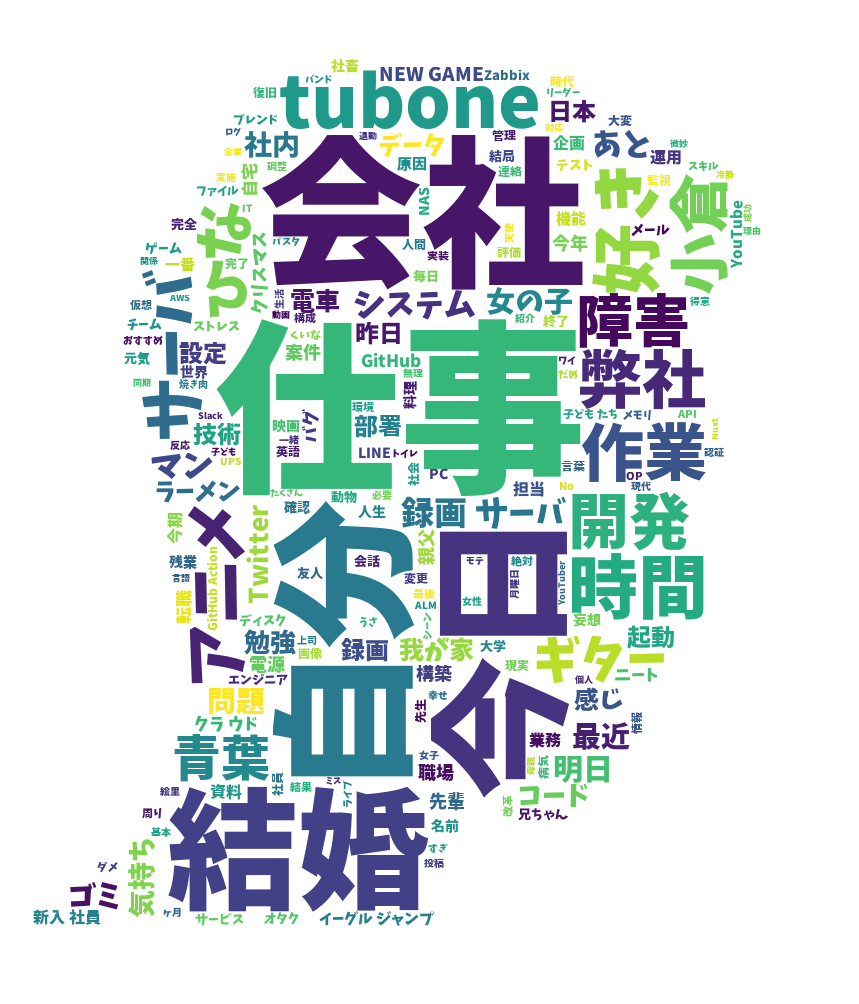 社畜
バンド
NEW GAME
Zabbix
時代
復旧
tubone
リーダー
日本
ブレンド
大変
ログ
社内
退勤
データ
管理
対応
企画
あと
微妙
企業
調整
原因
結局
連絡
テスト
運用
スキル
冷静
実施
自宅
会社
監視
ファイル
NAS
好き
小倉
YouTube
IT
ひな
機能
メール
成功
完全
天使
理由
ゲーム
クリスマス
パスタ
人間
実装
評価
今年
関係
一番
完了
毎日
AWS
サーバ
生活
電車
システム
女の子
障害
得意
仮想
動画
構成
紹介
終了
チーム
ストレス
昨日
おすすめ
設定
くいな
案件
GitHub
ワイ
弊社
元気
世界
仕事
無理
だめ
同期
焼き肉
料理
Slack
映画
バグ
環境
子ども たち
メモリ
API
技術
一緒
部署
作業
Nuxt
反応
子ども
英語
LINE
トイレ
認証
マン
UPS
社会
PC
言葉
OP
ラーメン
たくさん
動物
必要
担当
No
現代
確認
人生
録画 サーバ
開発
今期
アニメ
Twitter
自分
親父
日
時間
残業
会話
モテ
絶対
言語
GitHub Action
友人
変更
月曜日
YouTuber
転職
最後
ALM
女性
妄想
ディスク
うさ
シーン
勉強
上司
録画
我が家
大学
ギター
起動
電源
画像
現実
エンジニア
構築
ニート
個人
問題
幸せ
今
感じ
クラウド
先生
情報
青葉
業務
最近
女子
職場
母親
病気
明日
絵里
資料
社員
結果
ミス
ライブ
先輩
改革
コード
周り
結婚
名前
兄ちゃん
基本
気持ち
すぎ
ダメ
投稿
ゴミ
新入 社員
ヶ月
サービス
オタク
イーグル ジャンプ